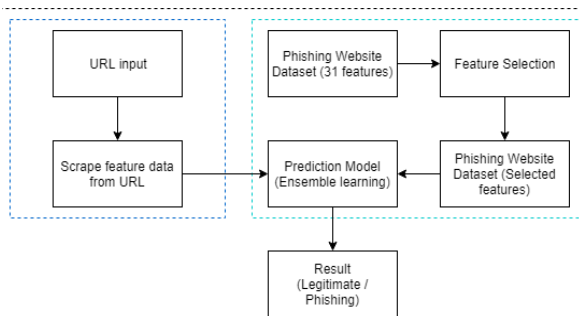 URL input
Phishing Website
Dataset (31 features)
Feature Selection
Scrape feature data
from URL
Prediction Model
(Ensemble learning)
Phishing Website
Dataset (Selected
features)
Result
(Legitimate /
Phishing)